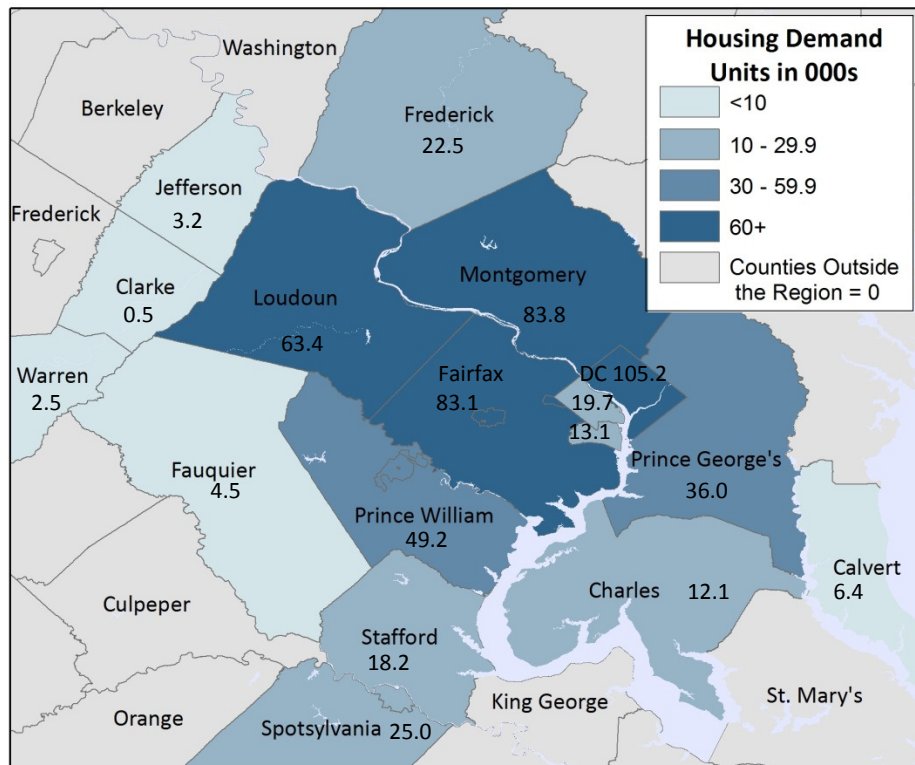 Housing Demand
Units in 000s
<10
10 - 29.9
30 - 59.9
60+
Counties Outside
the Region = 0
Washington
Berkeley
Frederick
22.5
Jefferson
3.2
Frederick
Clarke
0.5
Loudoun
63.4
Montgomery
83.8
Warren
2.5
Fairfax
83.1
DC 105.2
19.7
13.1
Fauquier
4.5
Prince George's
36.0
Prince William
49.2
Calvert
6.4
Charles 12.1
Culpeper
Stafford
18.2
King George
St. Mary's
Orange
Spotsylvania 25.0